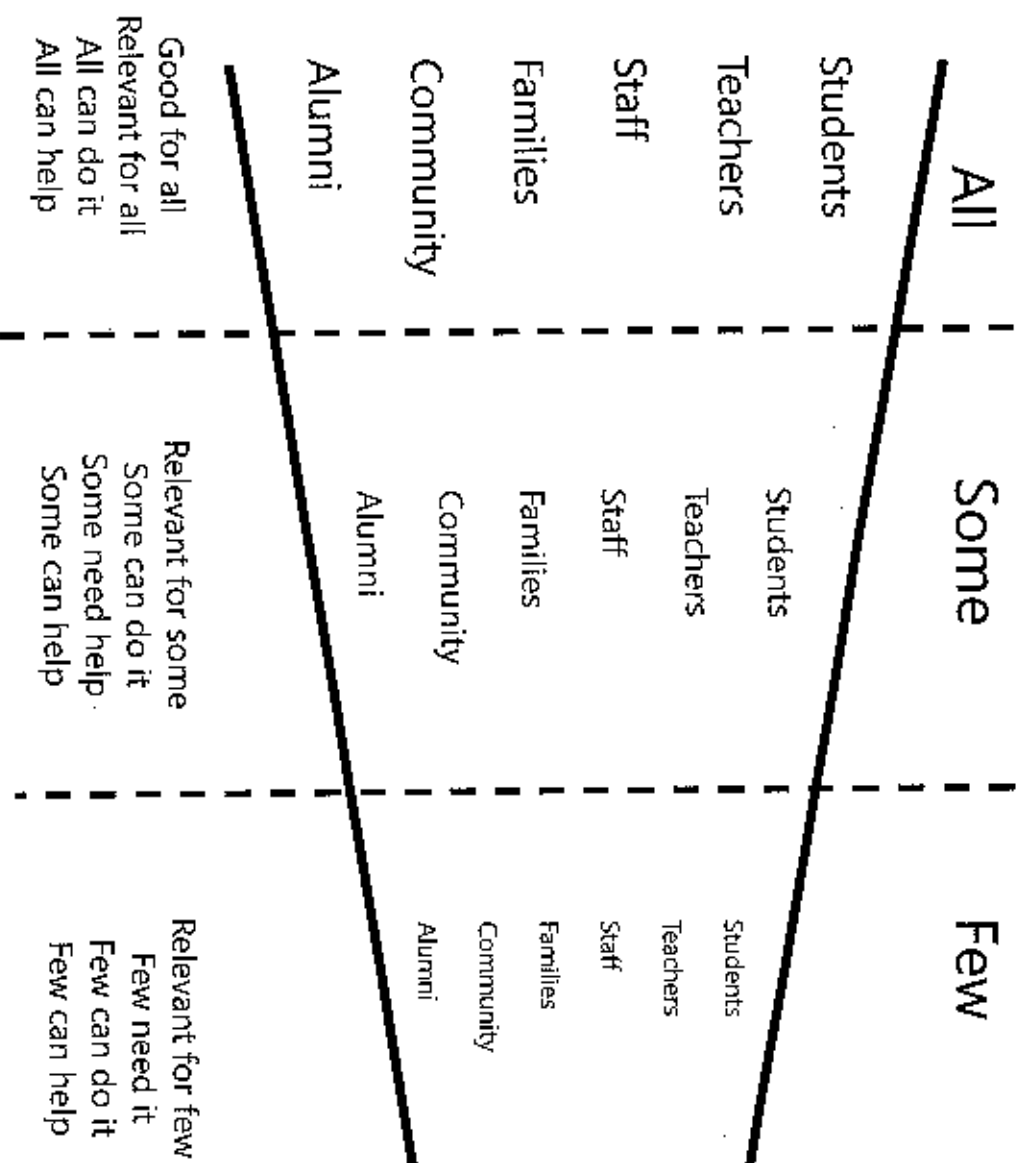 All
Students
Teachers
Staff
Families
Community
Alumni
Good for all
Relevant for all
All can do it
All can help
Some
Students
Teachers
Staff
Families
Community
Alumni
Relevant for some
Some can do it
Some need help
Some can help
Few
Students
Teachers
Staff
Families
Community
Alumni
Relevant for few
Few need it
Few can do it
Few can help